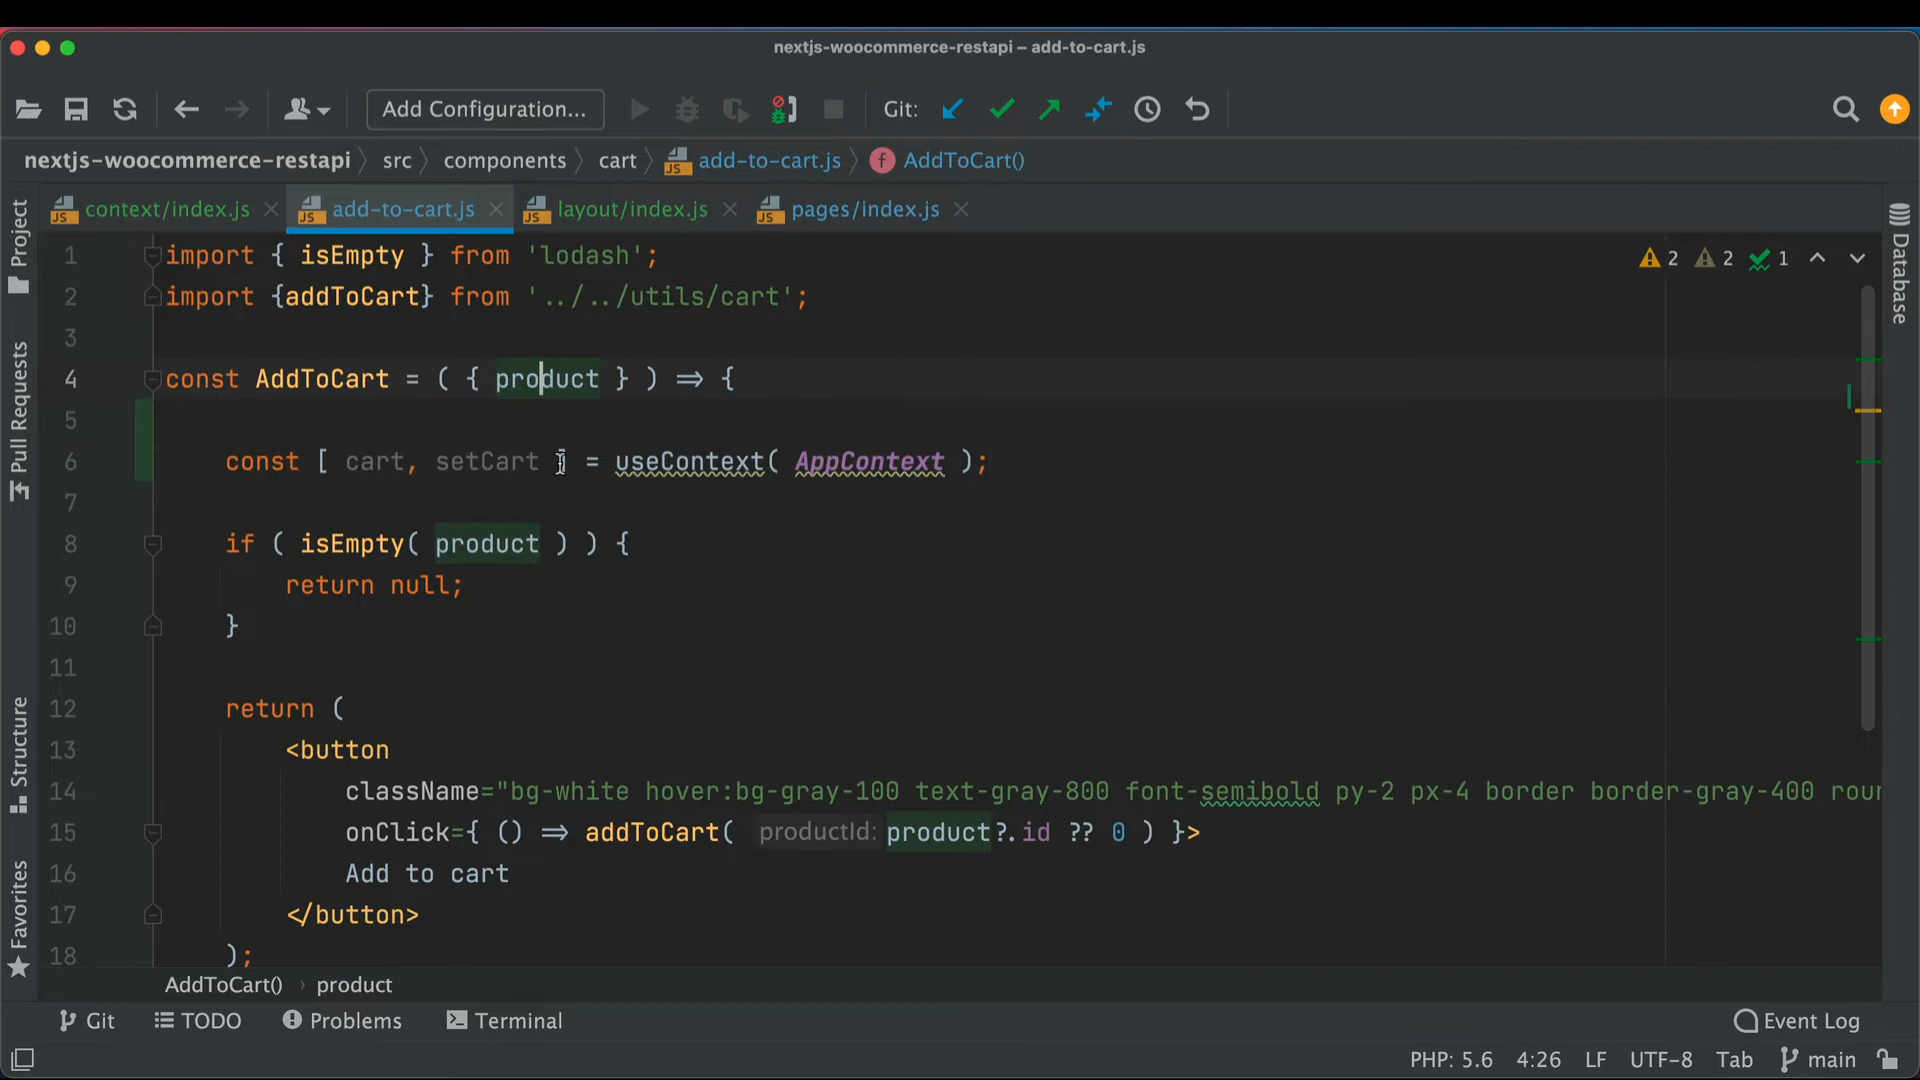 nextjs-woocommerce-restapi – add-to-cart.js
Add Configuration... Git:
nextjs-woocommerce-restapi src components cart add-to-cart.js f AddToCart()
context/index.js add-to-cart.js layout/index.js pages/index.js
Project
Pull Requests
Structure
Favorites
Database
2 2 1
1 import { isEmpty } from 'lodash';
2 import {addToCart} from '../../utils/cart';
3
4 const AddToCart = ( { product } ) => {
5
6 const [ cart, setCart ] = useContext( AppContext );
7
8 if ( isEmpty( product ) ) {
9 return null;
10 }
11
12 return (
13 <button
14 className="bg-white hover:bg-gray-100 text-gray-800 font-semibold py-2 px-4 border border-gray-400 rour
15 onClick={ () => addToCart( productId: product?.id ?? 0 ) }>
16 Add to cart
17 </button>
18 );
AddToCart() › product
Git TODO Problems Terminal Event Log
PHP: 5.6 4:26 LF UTF-8 Tab main